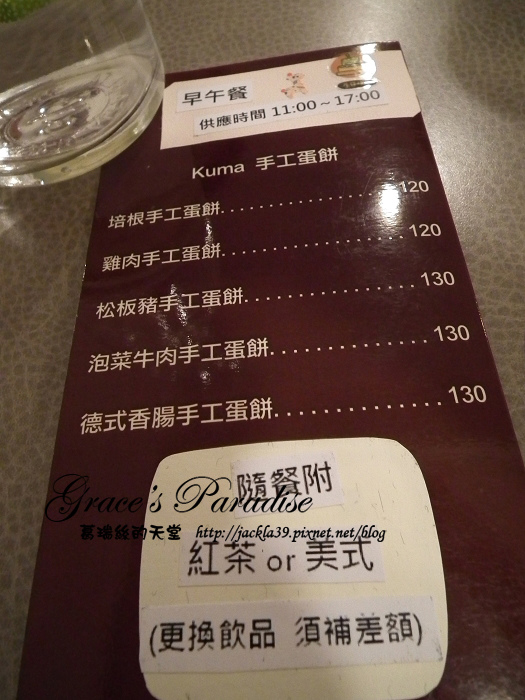 早午餐
供應時間 11:00~17:00
Kuma 手工蛋餅
培根手工蛋餅....................120
雞肉手工蛋餅....................120
松板豬手工蛋餅..................130
泡菜牛肉手工蛋餅................130
德式香腸手工蛋餅................130
隨餐附
Grace's Paradise
葛瑞絲的天堂 http://jackla39.pixnet.net/blog
紅茶 or 美式
(更換飲品 須補差額)